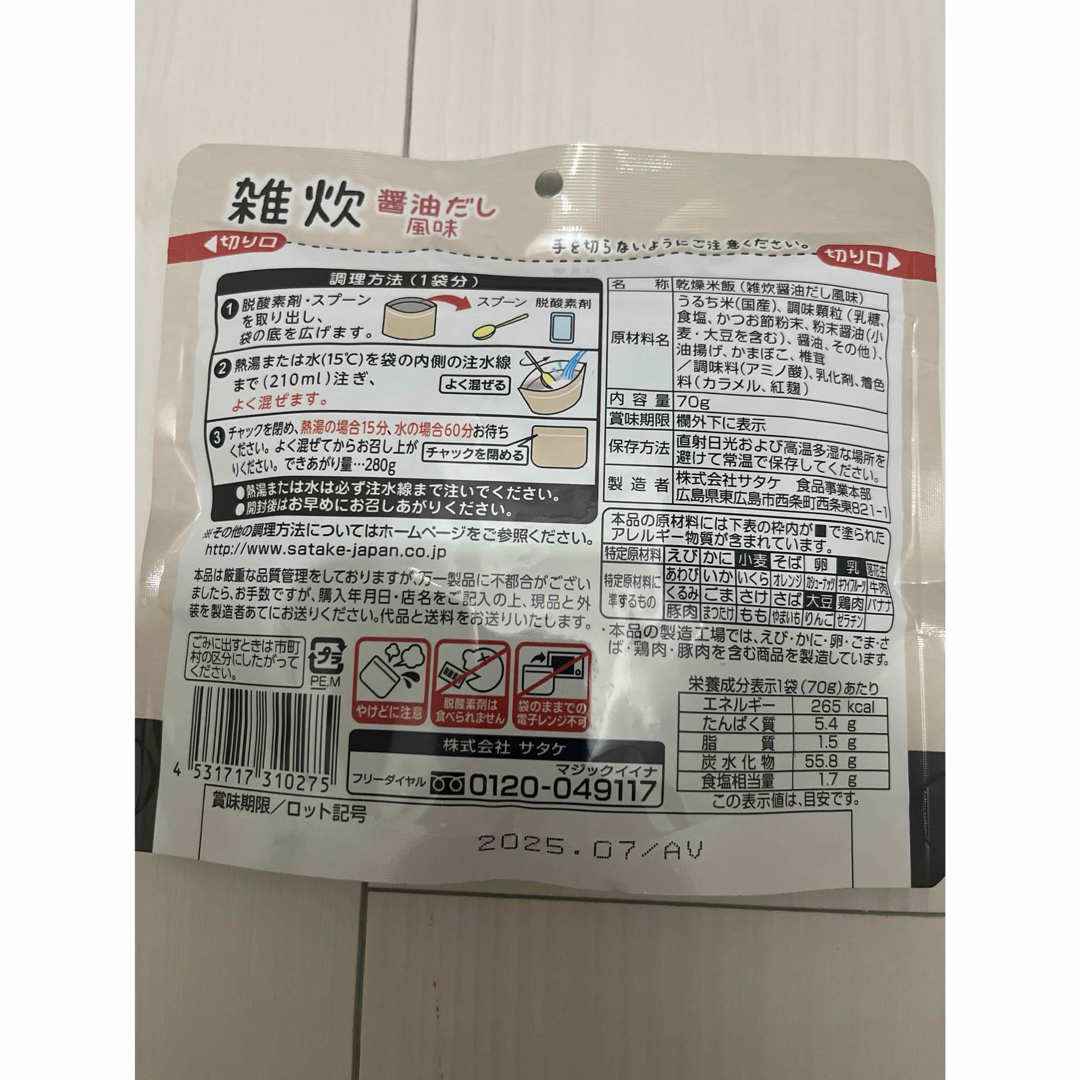 雑炊 醤油だし
風味
切り口
手を切らないようにご注意ください。
切り口
調理方法（1袋分）
1 脱酸素剤・スプーン
を取り出し、
袋の底を広げます。
スプーン 脱酸素剤
2 熱湯または水(15℃)を袋の内側の注水線
まで(210ml)注ぎ、
よく混ぜます。
よく混ぜる
3 チャックを閉め、熱湯の場合15分、水の場合60分お待ち
ください。よく混ぜてからお召し上が
りください。できあがり量…280g
チャックを閉める
●熱湯または水は必ず注水線まで注いでください。
●開封後はお早めにお召しあがりください。
※その他の調理方法についてはホームページをご参照ください。
http://www.satake-japan.co.jp
本品は厳重な品質管理をしておりますが、万一製品に不都合がござい
ましたら、お手数ですが、購入年月日・店名をご記入の上、現品と外
装を製造者あてにお送りください。代品と送料をお送りいたします。
ごみに出すときは市町
村の区分にしたがって
ください。
プラ
PE,M
やけどに注意
脱酸素剤は
食べられません
袋のままでの
電子レンジ不可
株式会社 サタケ
マジックイイナ
フリーダイヤル 0120-049117
4 531717 310275
賞味期限／ロット記号
2025.07/AV
名称 乾燥米飯（雑炊醤油だし風味）
原材料名 うるち米(国産)、調味顆粒(乳糖、
食塩、かつお節粉末、粉末醤油(小
麦・大豆を含む)、醤油、その他)、
油揚げ、かまぼこ、椎茸
／調味料(アミノ酸)、乳化剤、着色
料(カラメル、紅麹)
内容量 70g
賞味期限 欄外下に表示
保存方法 直射日光および高温多湿な場所を
避けて常温で保存してください。
製造者 株式会社サタケ 食品事業本部
広島県東広島市西条町西条東821-1
本品の原材料には下表の枠内が■で塗られた
アレルギー物質が含まれています。
特定原材料 えび かに 小麦 そば 卵 乳 落花生
特定原材料に
準ずるもの
あわび いか いくら オレンジ カシューナッツ キウイフルーツ 牛肉
くるみ ごま さけ さば 大豆 鶏肉 バナナ
豚肉 まつたけ もも やまいも りんご ゼラチン
・本品の製造工場では、えび・かに・卵・ごま・さ
ば・鶏肉・豚肉を含む商品を製造しています。
栄養成分表示1袋(70g)あたり
エネルギー 265 kcal
たんぱく質 5.4 g
脂質 1.5 g
炭水化物 55.8 g
食塩相当量 1.7 g
この表示値は、目安です。